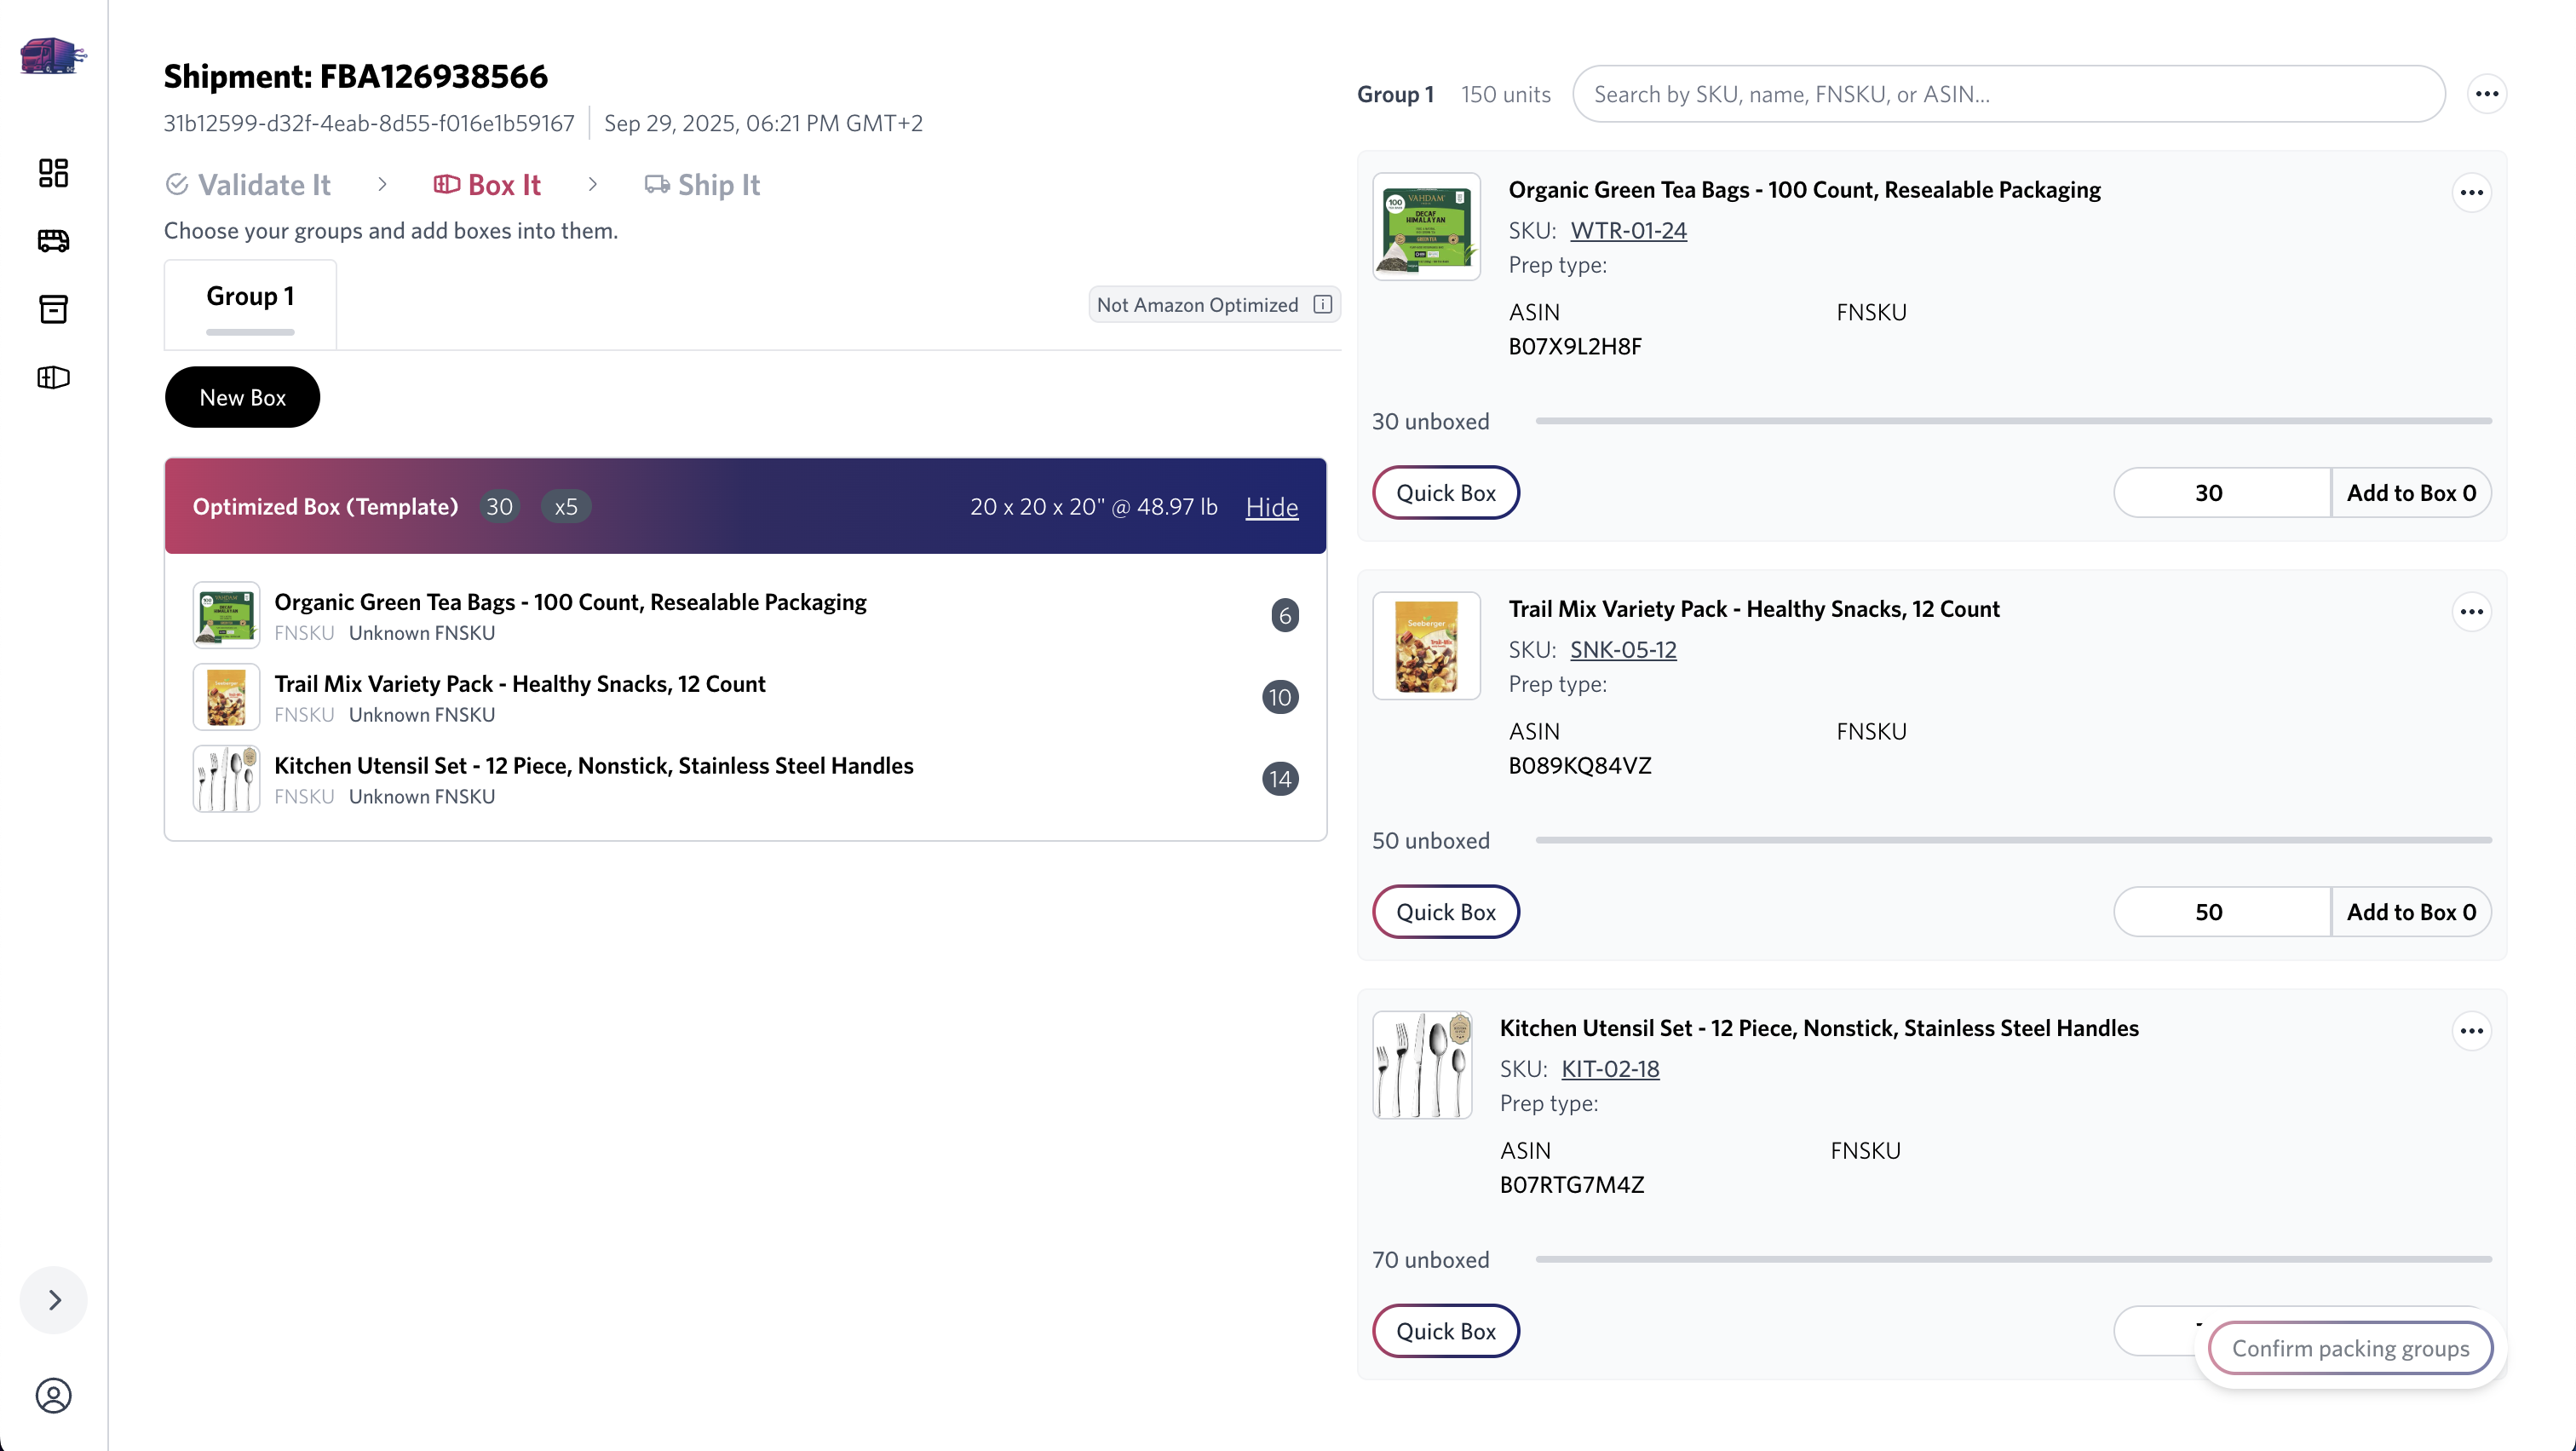 Shipment: FBA126938566
31b12599-d32f-4eab-8d55-f016e1b59167 Sep 29, 2025, 06:21 PM GMT+2
Validate It > Box It > Ship It
Choose your groups and add boxes into them.
Group 1
Not Amazon Optimized
New Box
Optimized Box (Template) 30 x5 20 x 20 x 20" @ 48.97 lb Hide
Organic Green Tea Bags - 100 Count, Resealable Packaging
FNSKU Unknown FNSKU
6
Trail Mix Variety Pack - Healthy Snacks, 12 Count
FNSKU Unknown FNSKU
10
Kitchen Utensil Set - 12 Piece, Nonstick, Stainless Steel Handles
FNSKU Unknown FNSKU
14
Group 1 150 units Search by SKU, name, FNSKU, or ASIN...
VAHDAM
100
DECAF
HIMALAYAN
GREEN TEA
Organic Green Tea Bags - 100 Count, Resealable Packaging
SKU: WTR-01-24
Prep type:
ASIN FNSKU
B07X9L2H8F
30 unboxed
Quick Box 30 Add to Box 0
Seeberger
Trail Mix Variety Pack - Healthy Snacks, 12 Count
SKU: SNK-05-12
Prep type:
ASIN FNSKU
B089KQ84VZ
50 unboxed
Quick Box 50 Add to Box 0
Kitchen Utensil Set - 12 Piece, Nonstick, Stainless Steel Handles
SKU: KIT-02-18
Prep type:
ASIN FNSKU
B07RTG7M4Z
70 unboxed
Quick Box
Confirm packing groups